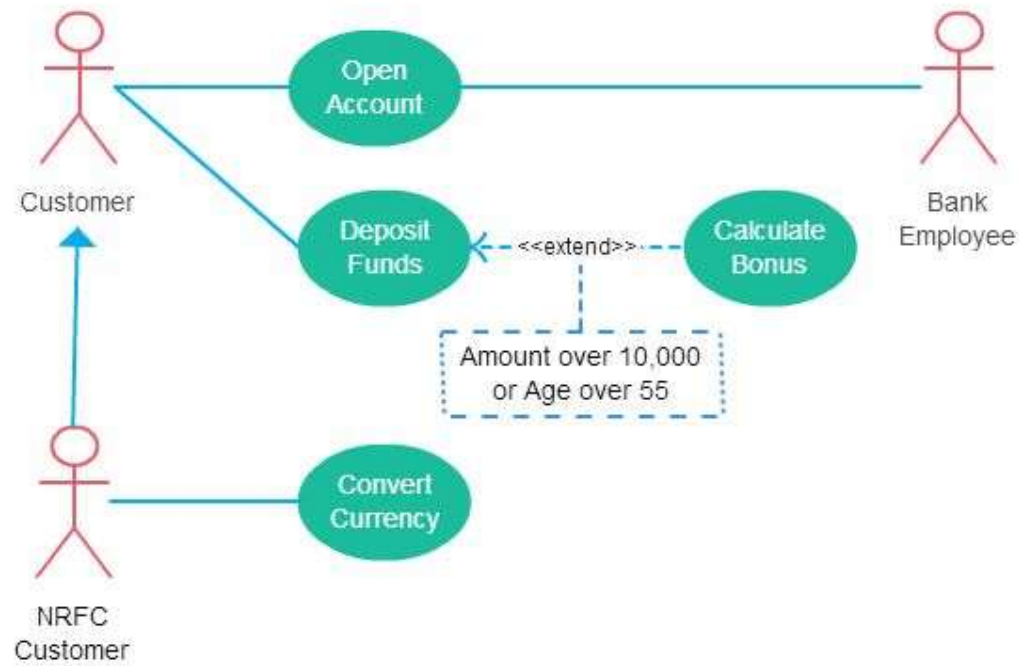 Open
Account
Customer
Bank
Employee
Deposit
Funds
<<extend>>
Calculate
Bonus
Amount over 10,000
or Age over 55
Convert
Currency
NRFC
Customer